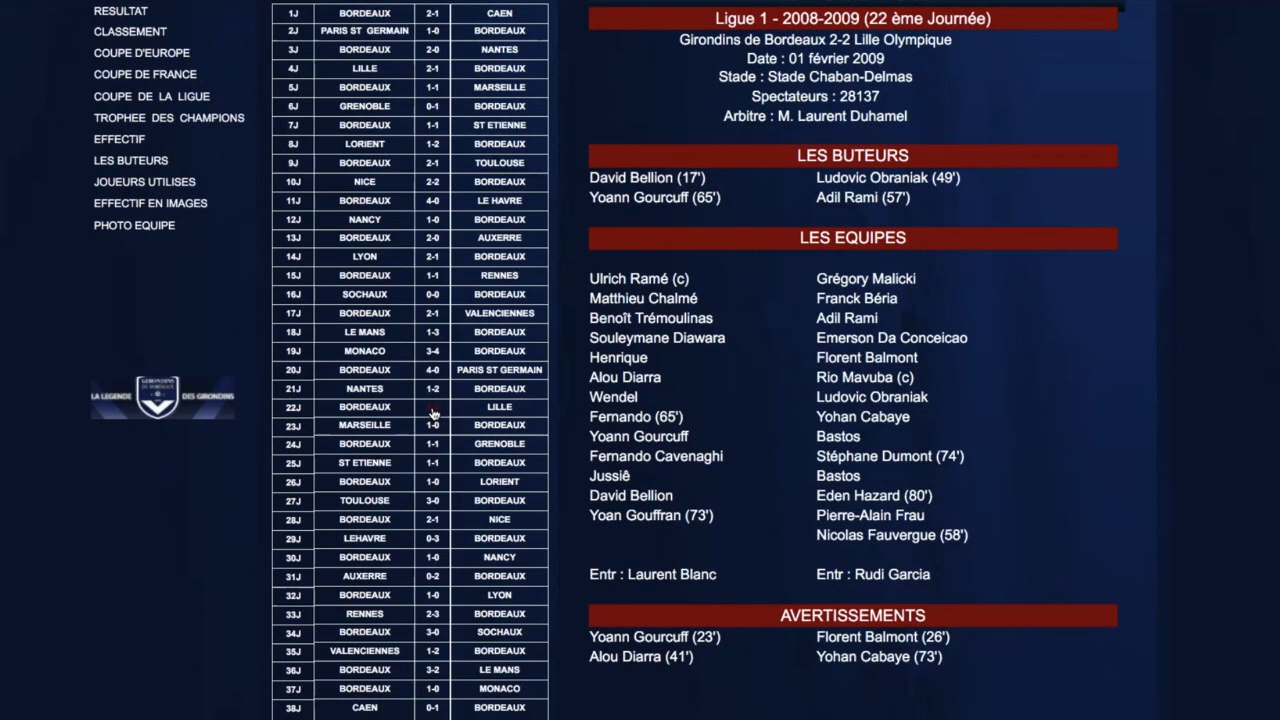 RESULTAT
CLASSEMENT
COUPE D'EUROPE
COUPE DE FRANCE
COUPE DE LA LIGUE
TROPHEE DES CHAMPIONS
EFFECTIF
LES BUTEURS
JOUEURS UTILISES
EFFECTIF EN IMAGES
PHOTO EQUIPE
LA LEGENDE GIRONDINS DES GIRONDINS
1J BORDEAUX 2-1 CAEN
2J PARIS ST GERMAIN 1-0 BORDEAUX
3J BORDEAUX 2-0 NANTES
4J LILLE 2-1 BORDEAUX
5J BORDEAUX 1-1 MARSEILLE
6J GRENOBLE 0-1 BORDEAUX
7J BORDEAUX 1-1 ST ETIENNE
8J LORIENT 1-2 BORDEAUX
9J BORDEAUX 2-1 TOULOUSE
10J NICE 2-2 BORDEAUX
11J BORDEAUX 4-0 LE HAVRE
12J NANCY 1-0 BORDEAUX
13J BORDEAUX 2-0 AUXERRE
14J LYON 2-1 BORDEAUX
15J BORDEAUX 1-1 RENNES
16J SOCHAUX 0-0 BORDEAUX
17J BORDEAUX 2-1 VALENCIENNES
18J LE MANS 1-3 BORDEAUX
19J MONACO 3-4 BORDEAUX
20J BORDEAUX 4-0 PARIS ST GERMAIN
21J NANTES 1-2 BORDEAUX
22J BORDEAUX LILLE
23J MARSEILLE 1-0 BORDEAUX
24J BORDEAUX 1-1 GRENOBLE
25J ST ETIENNE 1-1 BORDEAUX
26J BORDEAUX 1-0 LORIENT
27J TOULOUSE 3-0 BORDEAUX
28J BORDEAUX 2-1 NICE
29J LEHAVRE 0-3 BORDEAUX
30J BORDEAUX 1-0 NANCY
31J AUXERRE 0-2 BORDEAUX
32J BORDEAUX 1-0 LYON
33J RENNES 2-3 BORDEAUX
34J BORDEAUX 3-0 SOCHAUX
35J VALENCIENNES 1-2 BORDEAUX
36J BORDEAUX 3-2 LE MANS
37J BORDEAUX 1-0 MONACO
38J CAEN 0-1 BORDEAUX
Ligue 1 - 2008-2009 (22 ème Journée)
Girondins de Bordeaux 2-2 Lille Olympique
Date : 01 février 2009
Stade : Stade Chaban-Delmas
Spectateurs : 28137
Arbitre : M. Laurent Duhamel
LES BUTEURS
David Bellion (17') Ludovic Obraniak (49')
Yoann Gourcuff (65') Adil Rami (57')
LES EQUIPES
Ulrich Ramé (c) Grégory Malicki
Matthieu Chalmé Franck Béria
Benoît Trémoulinas Adil Rami
Souleymane Diawara Emerson Da Conceicao
Henrique Florent Balmont
Alou Diarra Rio Mavuba (c)
Wendel Ludovic Obraniak
Fernando (65') Yohan Cabaye
Yoann Gourcuff Bastos
Fernando Cavenaghi Stéphane Dumont (74')
Jussiê Bastos
David Bellion Eden Hazard (80')
Yoan Gouffran (73') Pierre-Alain Frau
Nicolas Fauvergue (58')
Entr : Laurent Blanc Entr : Rudi Garcia
AVERTISSEMENTS
Yoann Gourcuff (23') Florent Balmont (26')
Alou Diarra (41') Yohan Cabaye (73')